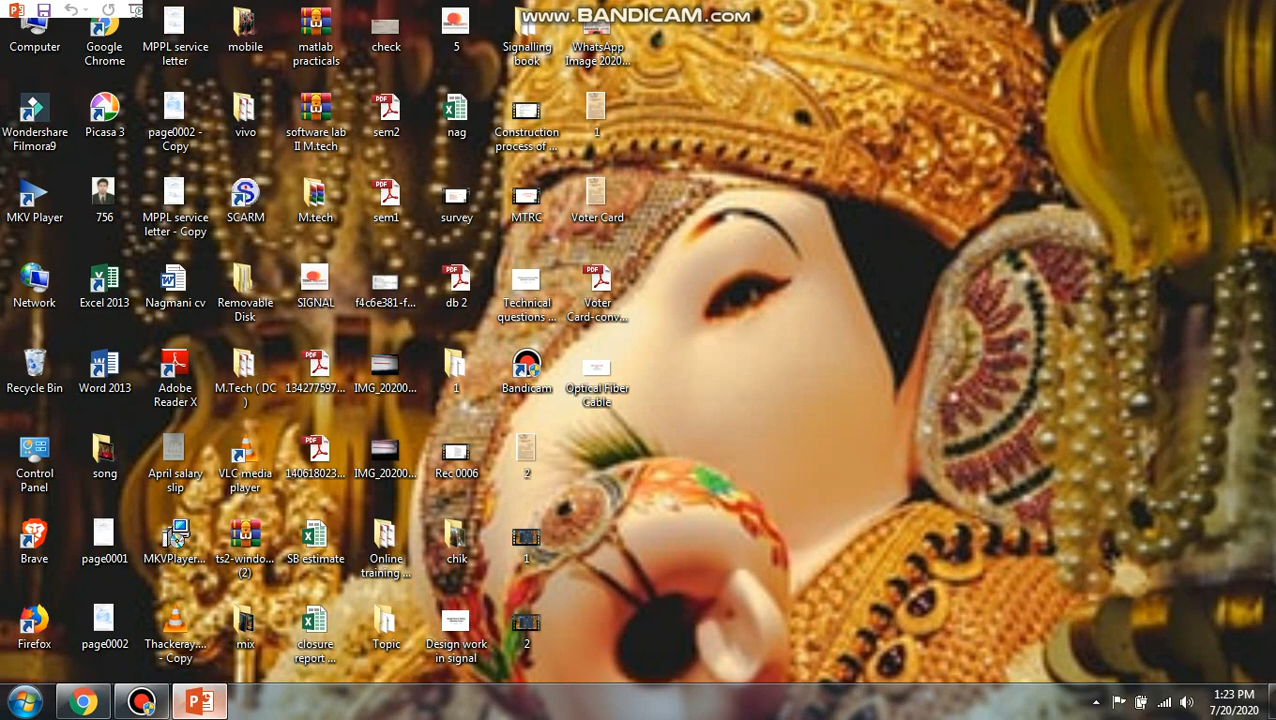 www.BANDICAM.com
Computer
Google
Chrome
MPPL service
letter
mobile
matlab
practicals
check
5
Signalling
book
WhatsApp
Image 2020...
Wondershare
Filmora9
Picasa 3
page0002 -
Copy
vivo
software lab
II M.tech
sem2
nag
Construction
process of ...
1
MKV Player
756
MPPL service
letter - Copy
SCARM
M.tech
sem1
survey
MTRC
Voter Card
Network
Excel 2013
Nagmani cv
Removable
Disk
SIGNAL
f4c6e381-f...
db 2
Technical
questions ...
Voter
Card-conv...
Recycle Bin
Word 2013
Adobe
Reader X
M.Tech ( DC
)
134277597...
IMG_20200...
1
Bandicam
Optical Fiber
Cable
Control
Panel
song
April salary
slip
VLC media
player
140618023...
IMG_20200...
Rec 0006
2
Brave
page0001
MKVPlayer...
ts2-windo...
(2)
SB estimate
Online
training ...
chik
1
Firefox
page0002
Thackeray....
- Copy
mix
closure
report ...
Topic
Design work
in signal
2
1:23 PM
7/20/2020